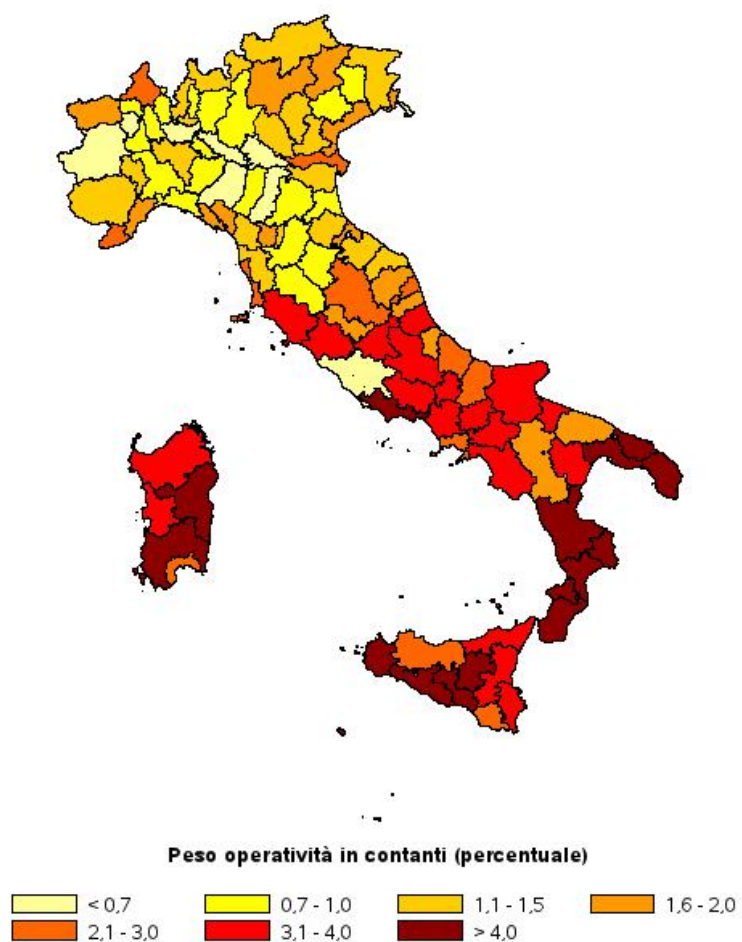 Peso operatività in contanti (percentuale)
< 0,7 0,7 - 1,0 1,1 - 1,5 1,6 - 2,0
2,1 - 3,0 3,1 - 4,0 > 4,0